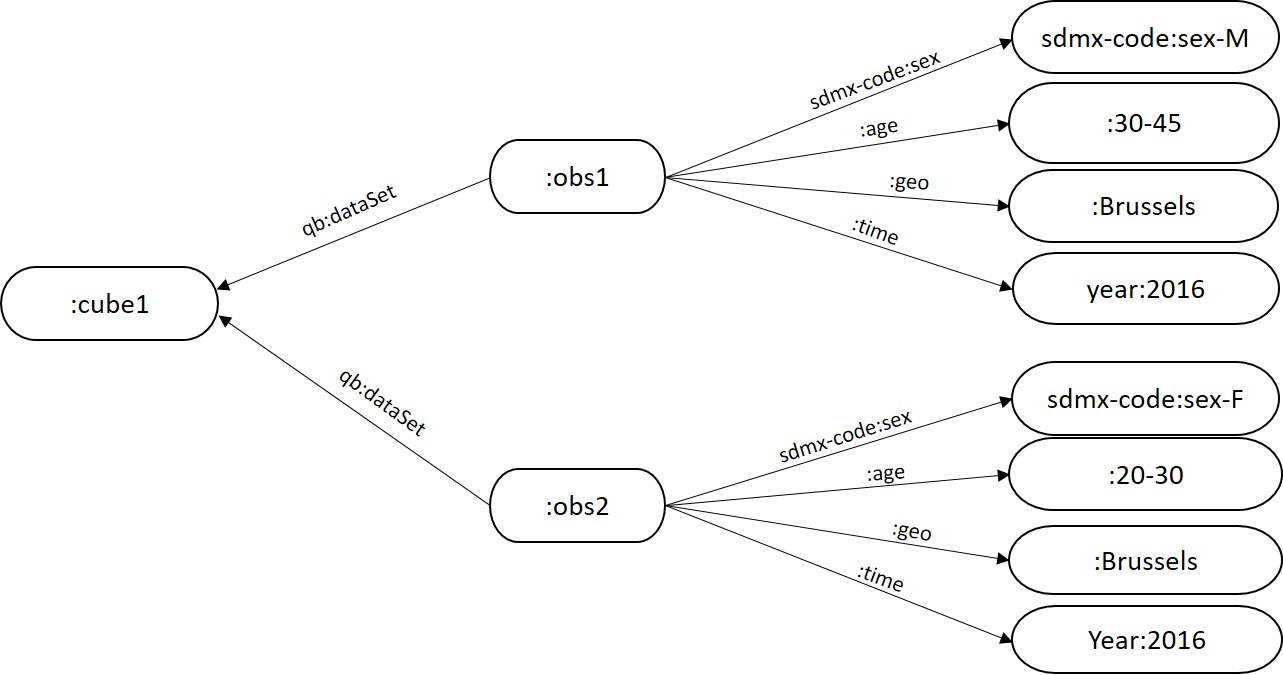 sdmx-code:sex-M
sdmx-code:sex
:age
:30-45
:obs1
:geo
:Brussels
qb:dataSet
:time
year:2016
:cube1
qb:dataSet
sdmx-code:sex-F
sdmx-code:sex
:age
:20-30
:obs2
:geo
:Brussels
:time
Year:2016